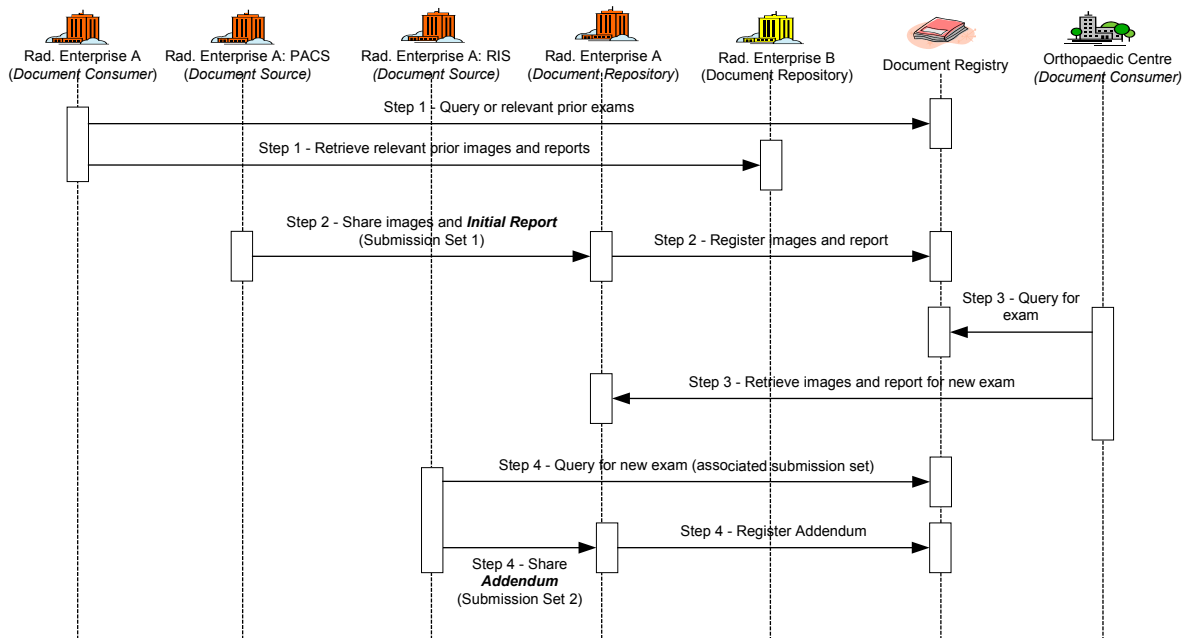 Rad. Enterprise A
(Document Consumer)
Rad. Enterprise A: PACS
(Document Source)
Rad. Enterprise A: RIS
(Document Source)
Rad. Enterprise A
(Document Repository)
Rad. Enterprise B
(Document Repository)
Document Registry
Orthopaedic Centre
(Document Consumer)
Step 1 - Query or relevant prior exams
Step 1 - Retrieve relevant prior images and reports
Step 2 - Share images and Initial Report
(Submission Set 1)
Step 2 - Register images and report
Step 3 - Query for
exam
Step 3 - Retrieve images and report for new exam
Step 4 - Query for new exam (associated submission set)
Step 4 - Register Addendum
Step 4 - Share
Addendum
(Submission Set 2)